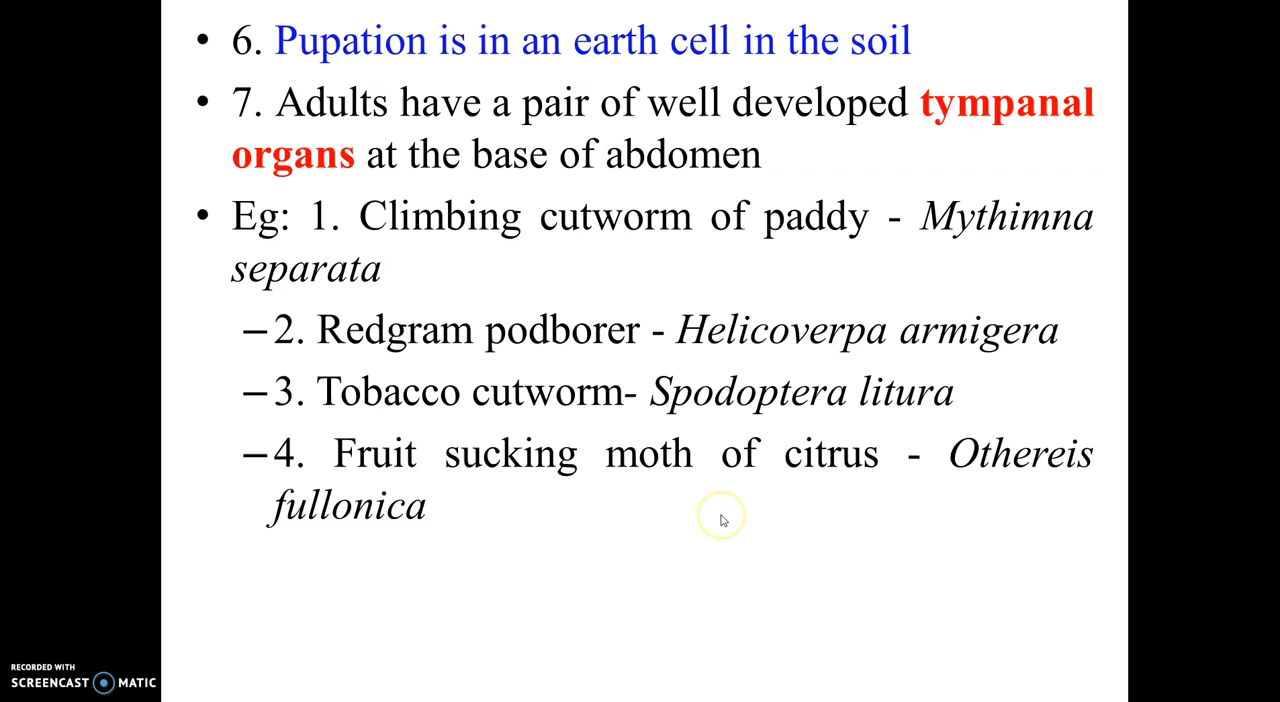 • 6. Pupation is in an earth cell in the soil
• 7. Adults have a pair of well developed tympanal
organs at the base of abdomen
• Eg: 1. Climbing cutworm of paddy - Mythimna
separata
– 2. Redgram podborer - Helicoverpa armigera
– 3. Tobacco cutworm- Spodoptera litura
– 4. Fruit sucking moth of citrus - Othereis
fullonica
RECORDED WITH
SCREENCAST MATIC